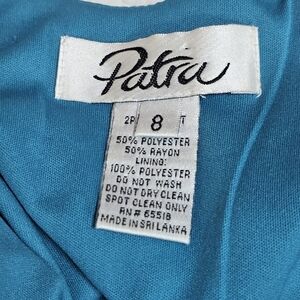 Patra
2P 8 T
50% POLYESTER
50% RAYON
LINING:
100% POLYESTER
DO NOT WASH
DO NOT DRY CLEAN
SPOT CLEAN ONLY
RN# 65518
MADE IN SRI LANKA